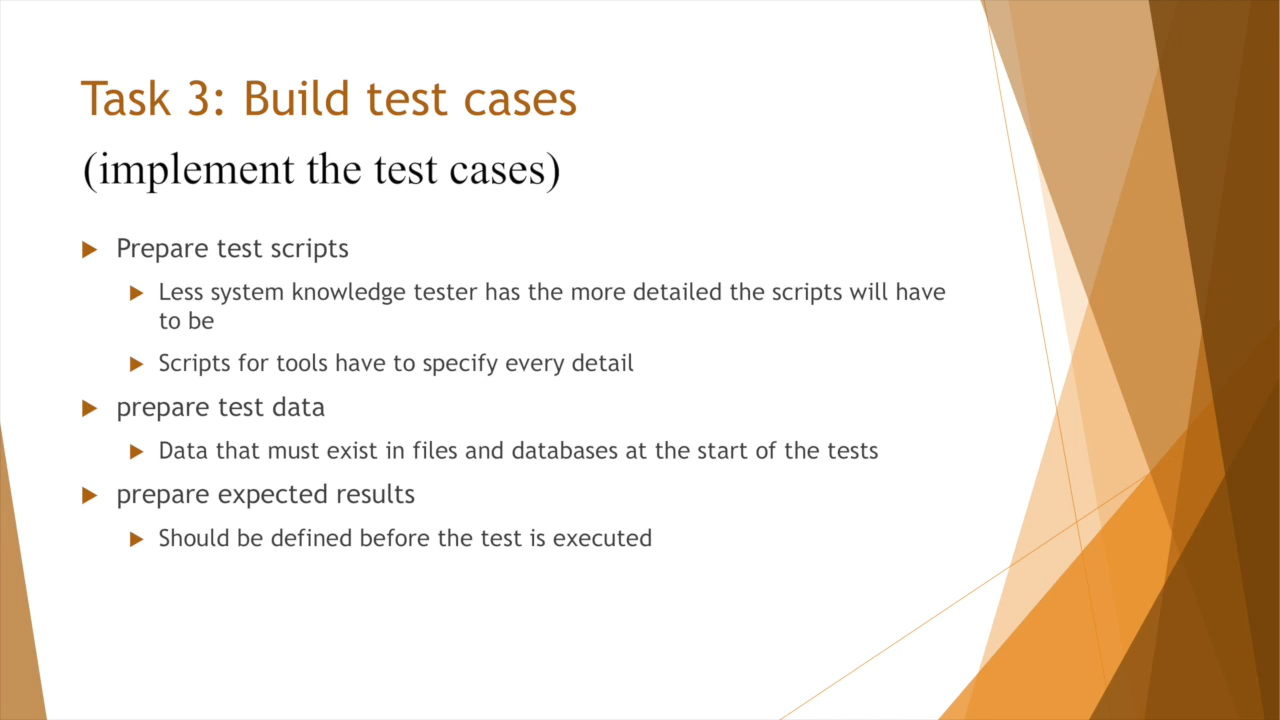 Task 3: Build test cases
(implement the test cases)
Prepare test scripts
Less system knowledge tester has the more detailed the scripts will have
to be
Scripts for tools have to specify every detail
prepare test data
Data that must exist in files and databases at the start of the tests
prepare expected results
Should be defined before the test is executed